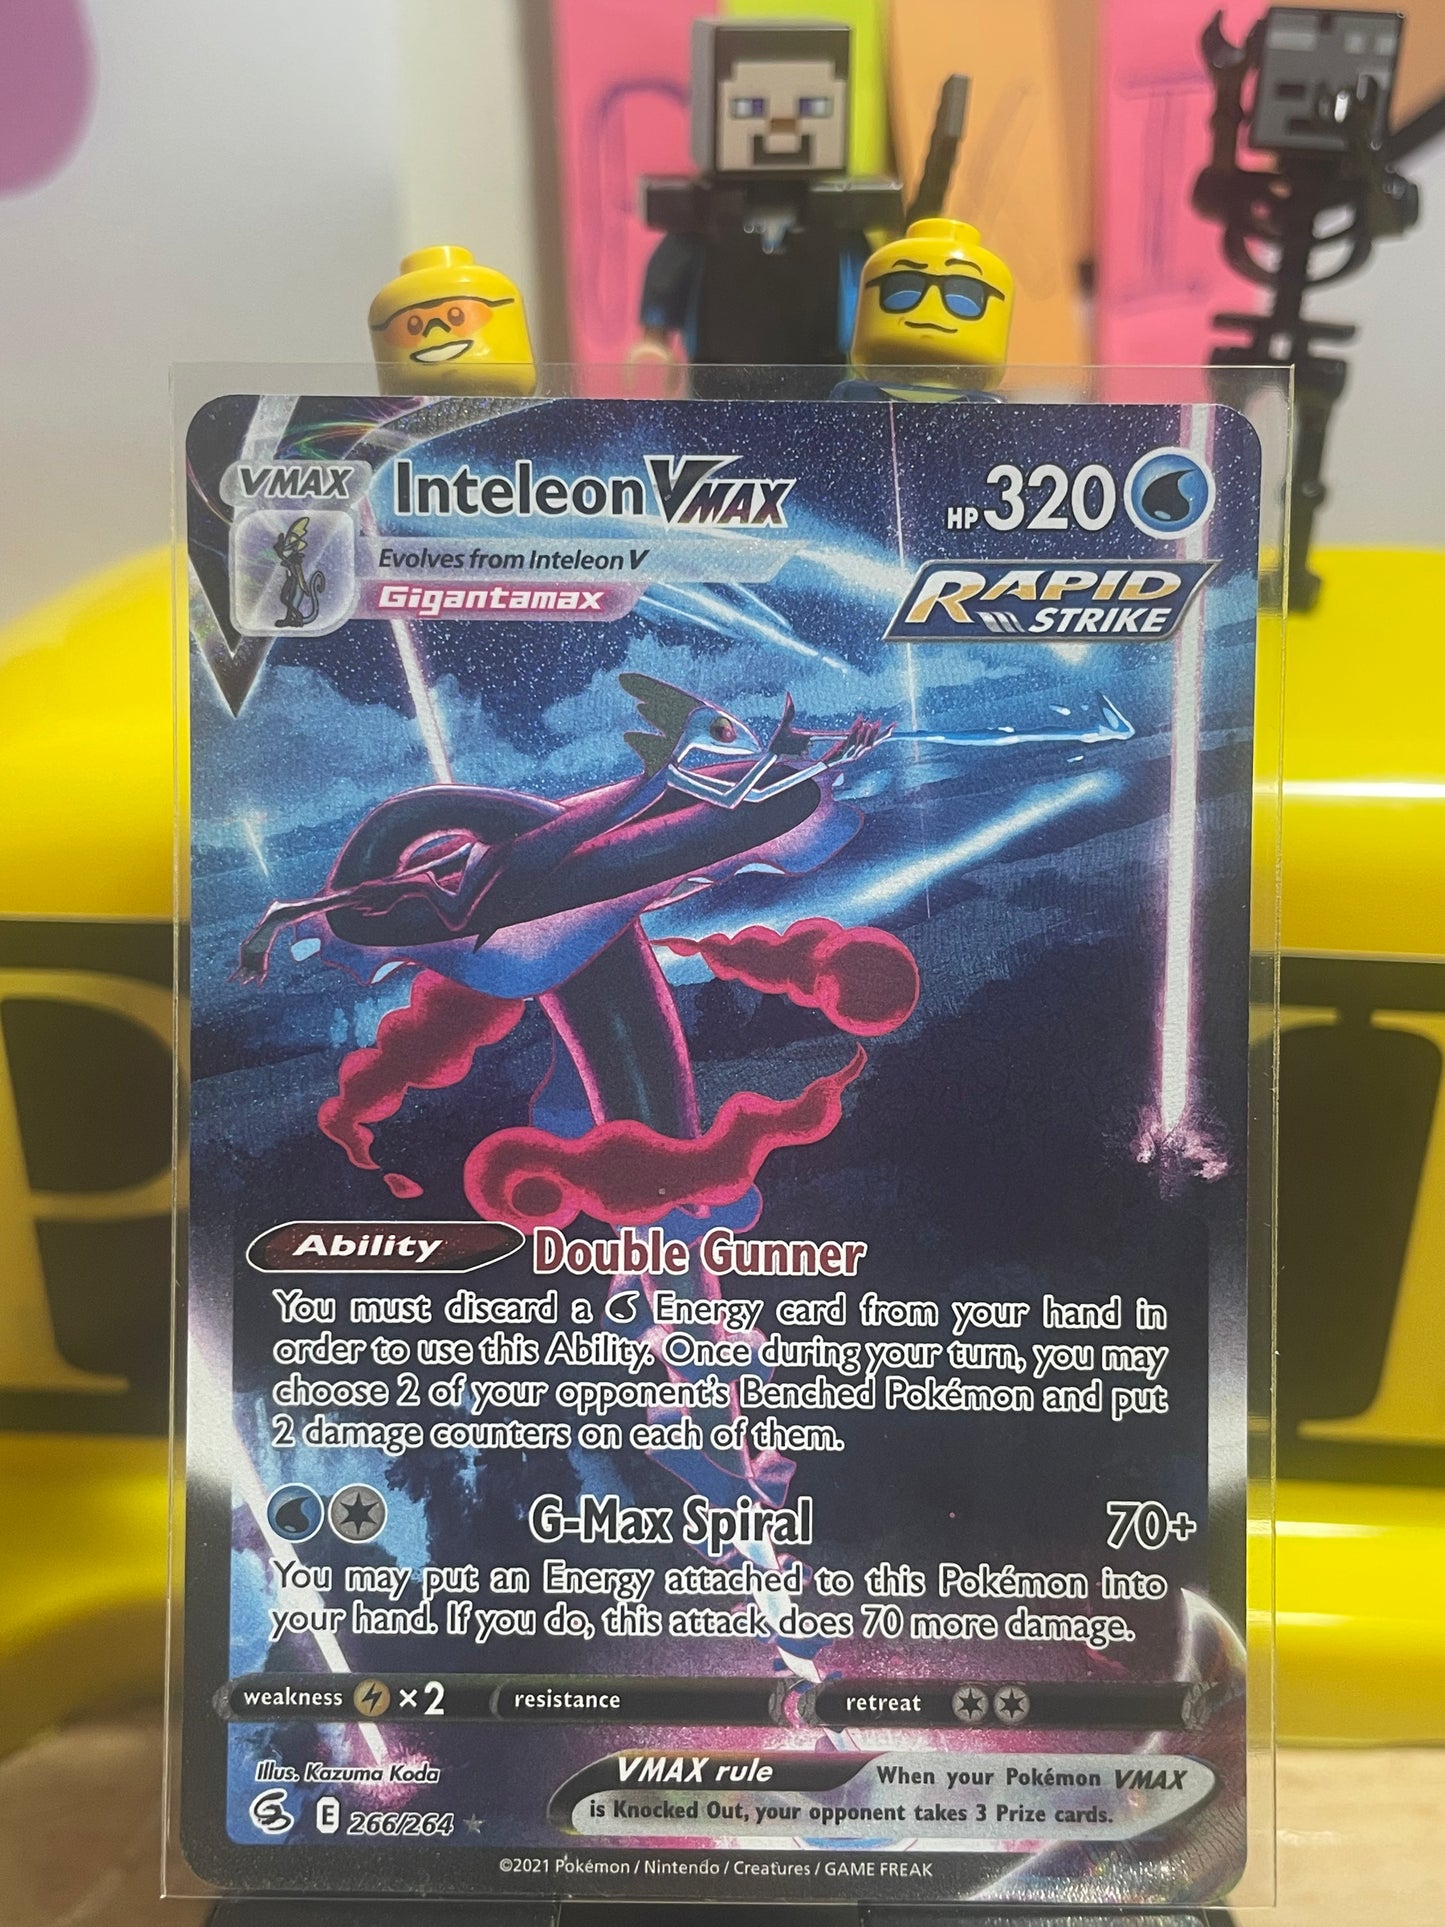 VMAX
Inteleon VMAX
HP 320
Evolves from Inteleon V
Gigantamax
RAPID
STRIKE
Ability Double Gunner
You must discard a Energy card from your hand in
order to use this Ability. Once during your turn, you may
choose 2 of your opponent's Benched Pokémon and put
2 damage counters on each of them.
G-Max Spiral 70+
You may put an Energy attached to this Pokémon into
your hand. If you do, this attack does 70 more damage.
weakness ×2 resistance retreat
Illus. Kazuma Koda
VMAX rule When your Pokémon VMAX
is Knocked Out, your opponent takes 3 Prize cards.
E 266/264
©2021 Pokémon / Nintendo / Creatures / GAME FREAK